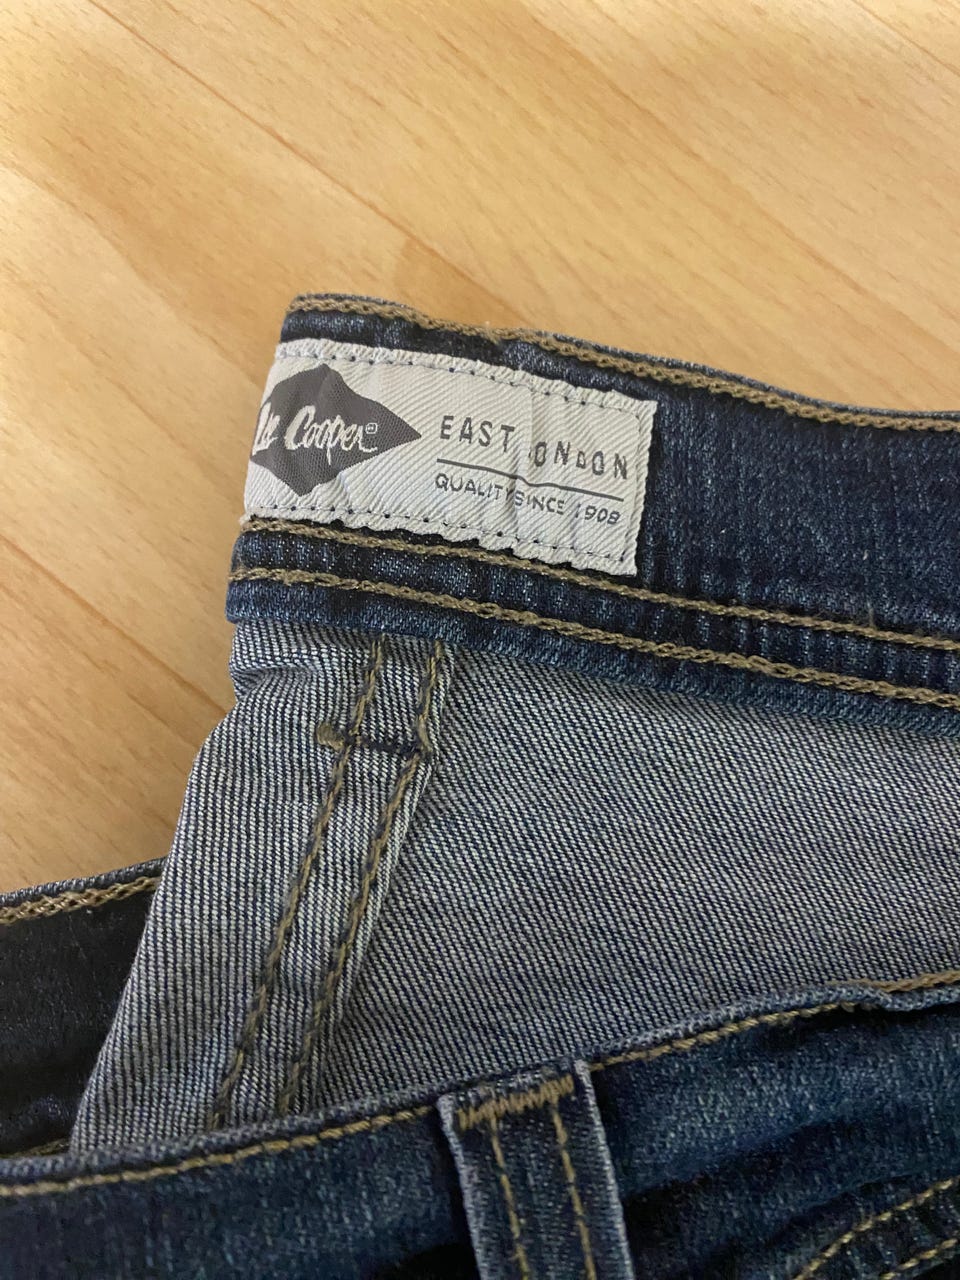 Lee Cooper
EAST LONDON
QUALITY SINCE 1908